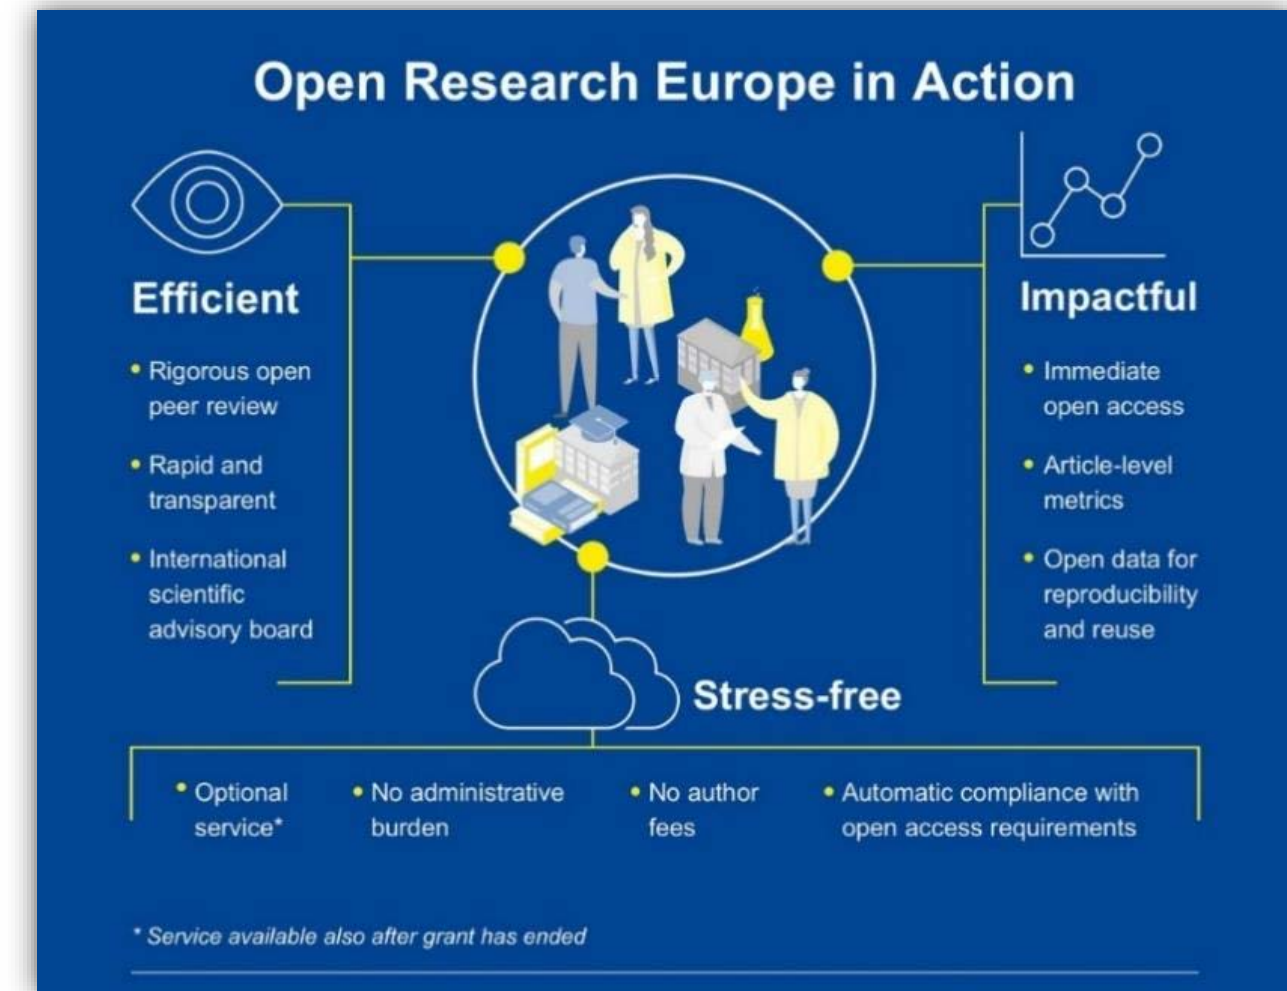 Open Research Europe in Action
Efficient
• Rigorous open
peer review
• Rapid and
transparent
• International
scientific
advisory board
Impactful
• Immediate
open access
• Article-level
metrics
• Open data for
reproducibility
and reuse
Stress-free
• Optional
service*
• No administrative
burden
• No author
fees
• Automatic compliance with
open access requirements
* Service available also after grant has ended